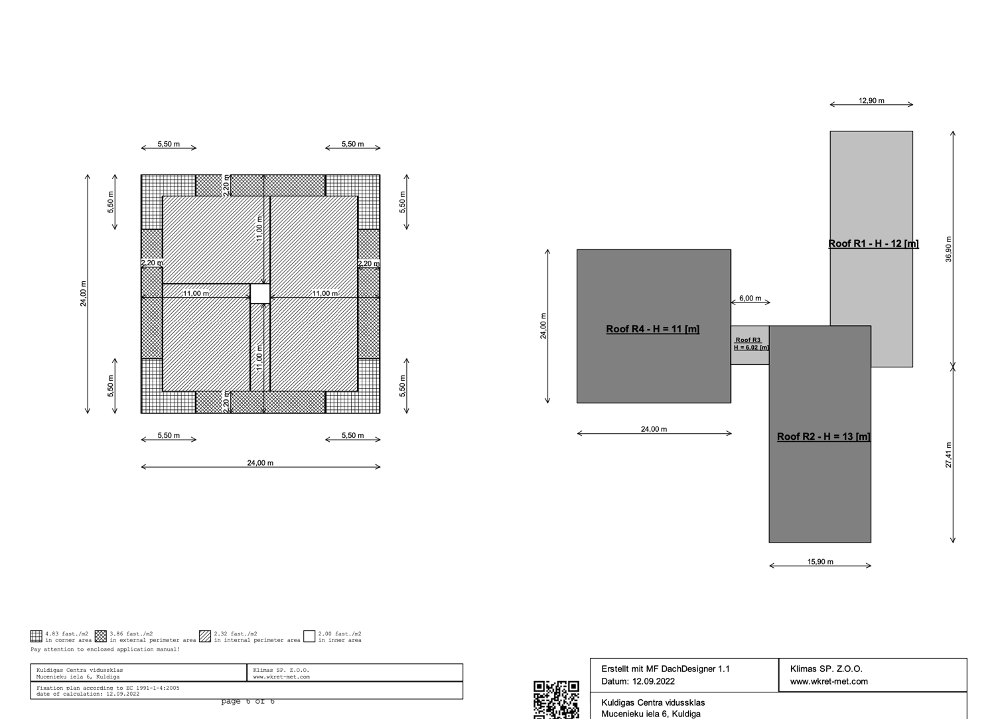 5,50 m
5,50 m
2,20 m
5,50 m
5,50 m
11,00 m
2,20 m
2,20 m
24,00 m
11,00 m
11,00 m
11,00 m
5,50 m
5,50 m
2,20 m
5,50 m
5,50 m
24,00 m
4.83 fast./m2
in corner area
3.86 fast./m2
in external perimeter area
2.32 fast./m2
in internal perimeter area
2.00 fast./m2
in inner area
Pay attention to enclosed application manual!
Kuldigas Centra vidussklas
Mucenieku iela 6, Kuldiga
Klimas SP. Z.O.O.
www.wkret-met.com
Fixation plan according to EC 1991-1-4:2005
date of calculation: 12.09.2022
page 6 of 6
12,90 m
Roof R1 - H - 12 [m]
36,90 m
6,00 m
24,00 m
Roof R4 - H = 11 [m]
Roof R3
H = 6,02 [m]
24,00 m
Roof R2 - H = 13 [m]
27,41 m
15,90 m
Erstellt mit MF DachDesigner 1.1
Datum: 12.09.2022
Klimas SP. Z.O.O.
www.wkret-met.com
Kuldigas Centra vidussklas
Mucenieku iela 6, Kuldiga